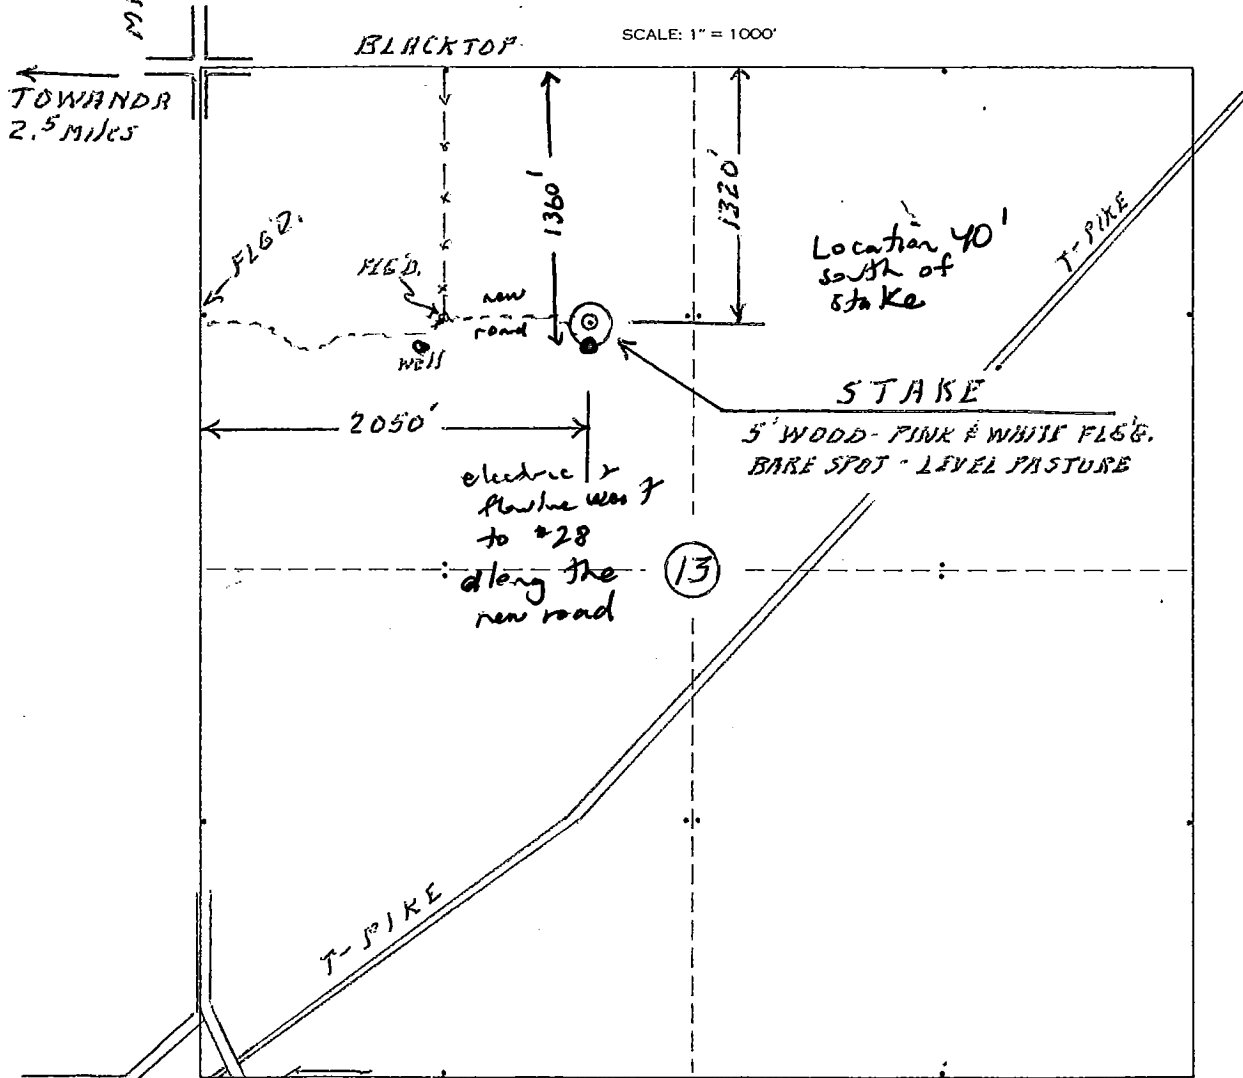 SCALE: 1" = 1000'
BLACKTOP
TOWANDA
2.5 Miles
1360'
1320'
T-PIKE
Location 40'
south of
stake
FLG'D.
FLG'D.
new
road
well
STAKE
5' WOOD - PINK & WHITE FLG'G.
BARE SPOT - LEVEL PASTURE
2050'
electric &
flowline
to #28
along the
new road
13
T-PIKE